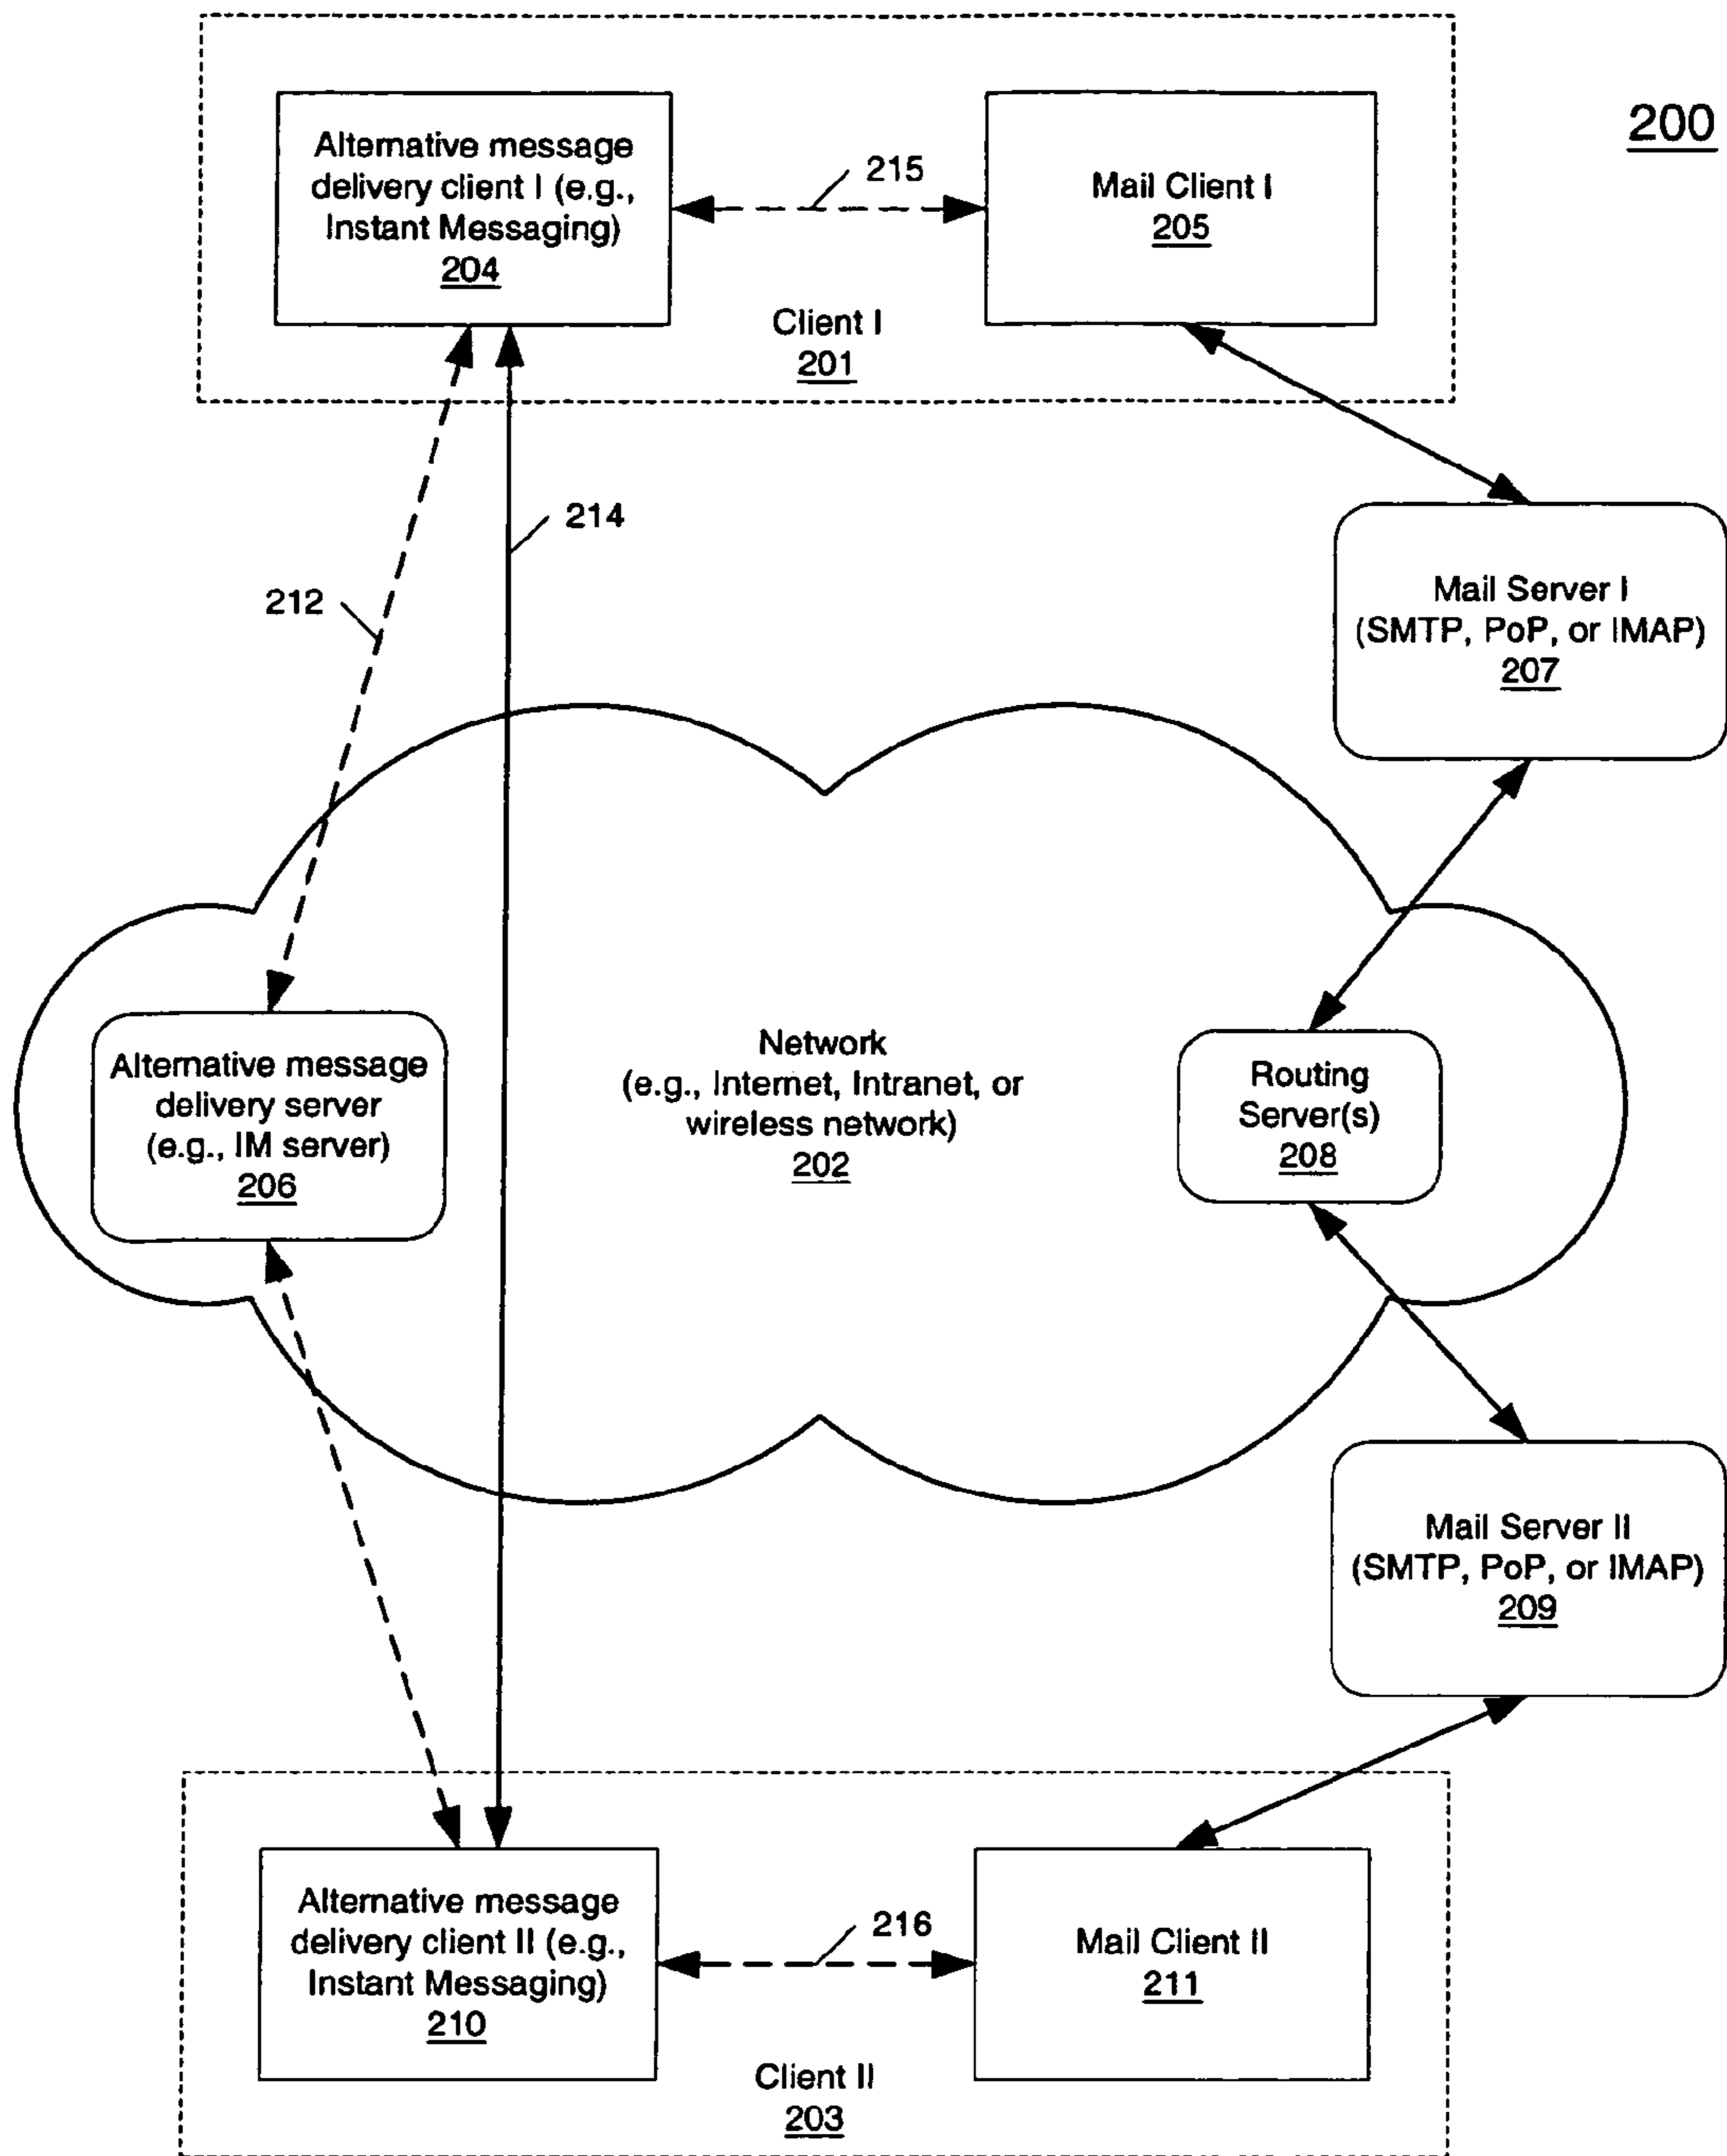 200
Alternative message
delivery client I (e.g.,
Instant Messaging)
204
215
Mail Client I
205
Client I
201
214
212
Mail Server I
(SMTP, PoP, or IMAP)
207
Alternative message
delivery server
(e.g., IM server)
206
Network
(e.g., Internet, Intranet, or
wireless network)
202
Routing
Server(s)
208
Mail Server II
(SMTP, PoP, or IMAP)
209
Alternative message
delivery client II (e.g.,
Instant Messaging)
210
216
Mail Client II
211
Client II
203